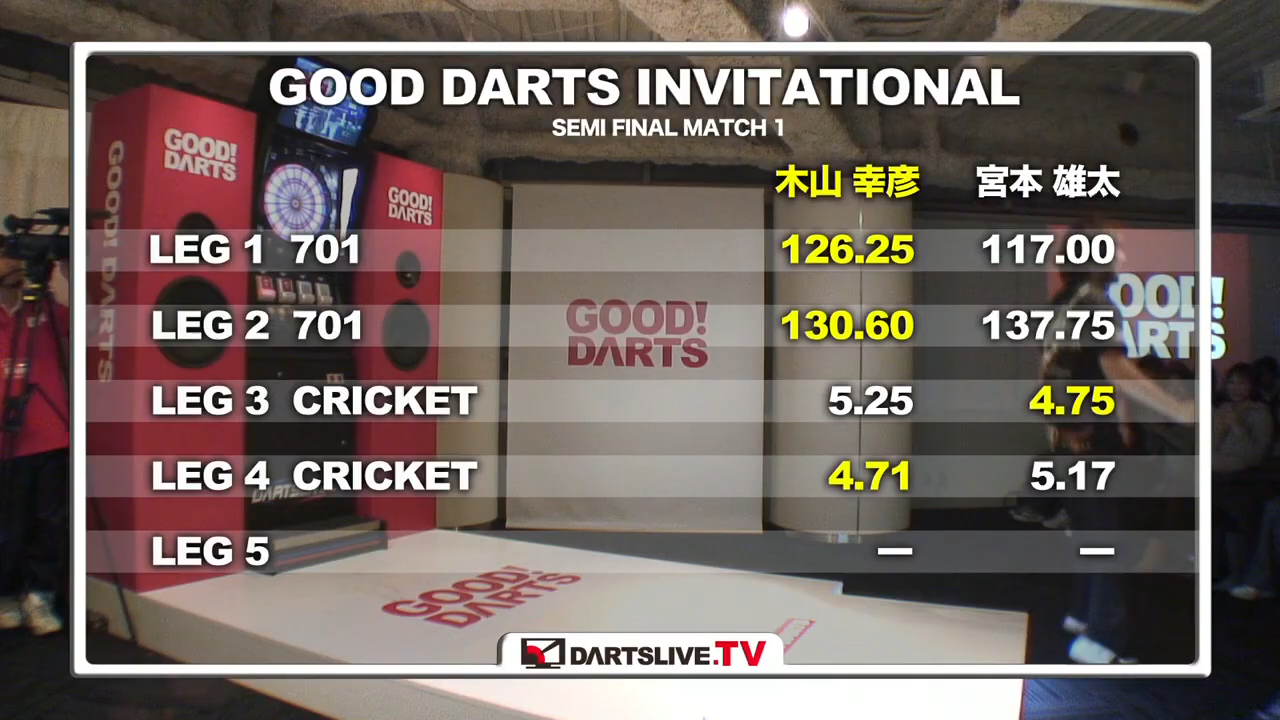 GOOD DARTS INVITATIONAL
SEMI FINAL MATCH 1
木山 幸彦 宮本 雄太
LEG 1 701 126.25 117.00
LEG 2 701 130.60 137.75
LEG 3 CRICKET 5.25 4.75
LEG 4 CRICKET 4.71 5.17
LEG 5 — —
GOOD!
DARTS
GOOD!
DARTS
GOOD! DARTS
GOOD!
DARTS
GOOD!
DARTS
DARTSLIVE.TV